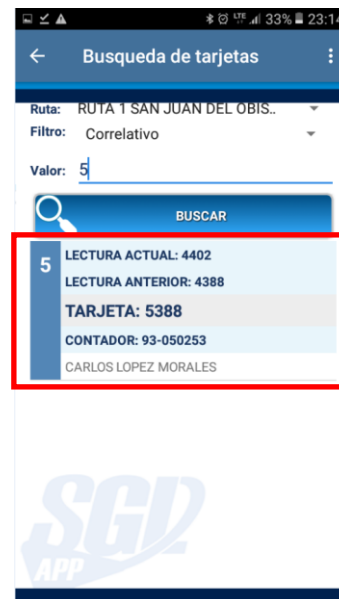 LTE 33% 23:14
Busqueda de tarjetas
Ruta: RUTA 1 SAN JUAN DEL OBIS..
Filtro: Correlativo
Valor: 5
BUSCAR
5
LECTURA ACTUAL: 4402
LECTURA ANTERIOR: 4388
TARJETA: 5388
CONTADOR: 93-050253
CARLOS LOPEZ MORALES
SGD
APP